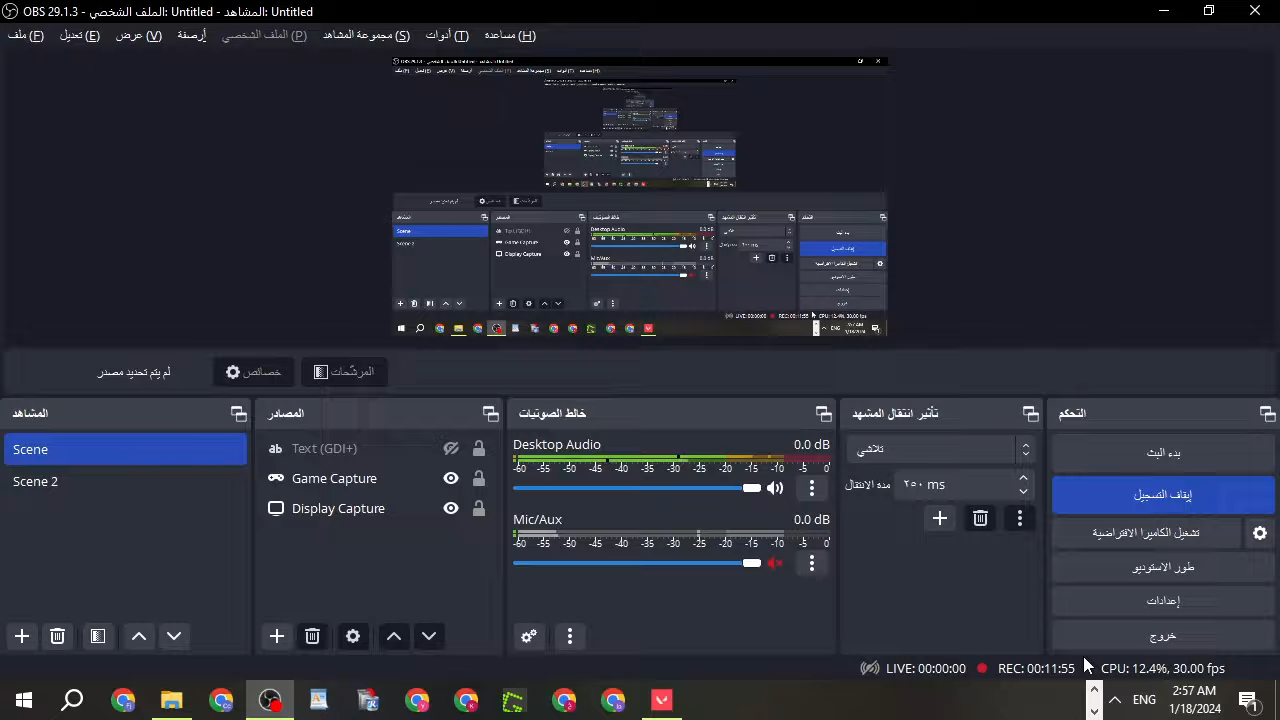 OBS 29.1.3 - الملف الشخصي: Untitled - المشاهد: Untitled
ملف (F) تعديل (E) عرض (V) أرصفة الملف الشخصي (P) مجموعة المشاهد (S) أدوات (T) مساعدة (H)
لم يتم تحديد مصدر خصائص المرشّحات
المشاهد
Scene
Scene 2
المصادر
Text (GDI+)
Game Capture
Display Capture
خالط الصوتيات
Desktop Audio 0.0 dB
-60 -55 -50 -45 -40 -35 -30 -25 -20 -15 -10 -5 0
Mic/Aux 0.0 dB
-60 -55 -50 -45 -40 -35 -30 -25 -20 -15 -10 -5 0
تأثير انتقال المشهد
تلاشي
مدة الانتقال ٢٥٠ ms
التحكم
بدء البث
إيقاف التسجيل
تشغيل الكاميرا الافتراضية
طور الاستوديو
إعدادات
خروج
LIVE: 00:00:00 REC: 00:11:55 CPU: 12.4%, 30.00 fps
ENG
2:57 AM
1/18/2024